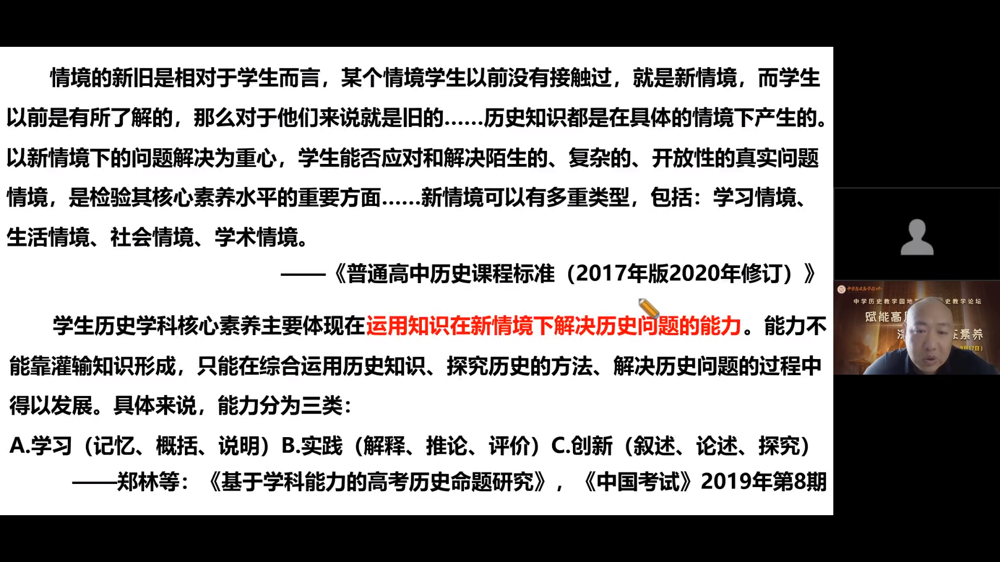 情境的新旧是相对于学生而言，某个情境学生以前没有接触过，就是新情境，而学生
以前是有所了解的，那么对于他们来说就是旧的……历史知识都是在具体的情境下产生的。
以新情境下的问题解决为重心，学生能否应对和解决陌生的、复杂的、开放性的真实问题
情境，是检验其核心素养水平的重要方面……新情境可以有多重类型，包括：学习情境、
生活情境、社会情境、学术情境。
——《普通高中历史课程标准（2017年版2020年修订）》
学生历史学科核心素养主要体现在运用知识在新情境下解决历史问题的能力。能力不
能靠灌输知识形成，只能在综合运用历史知识、探究历史的方法、解决历史问题的过程中
得以发展。具体来说，能力分为三类：
A.学习（记忆、概括、说明）B.实践（解释、推论、评价）C.创新（叙述、论述、探究）
——郑林等：《基于学科能力的高考历史命题研究》，《中国考试》2019年第8期
中学历史教学园地
中学历史教学园地 史教学论坛
赋能高
素养
8月17日）